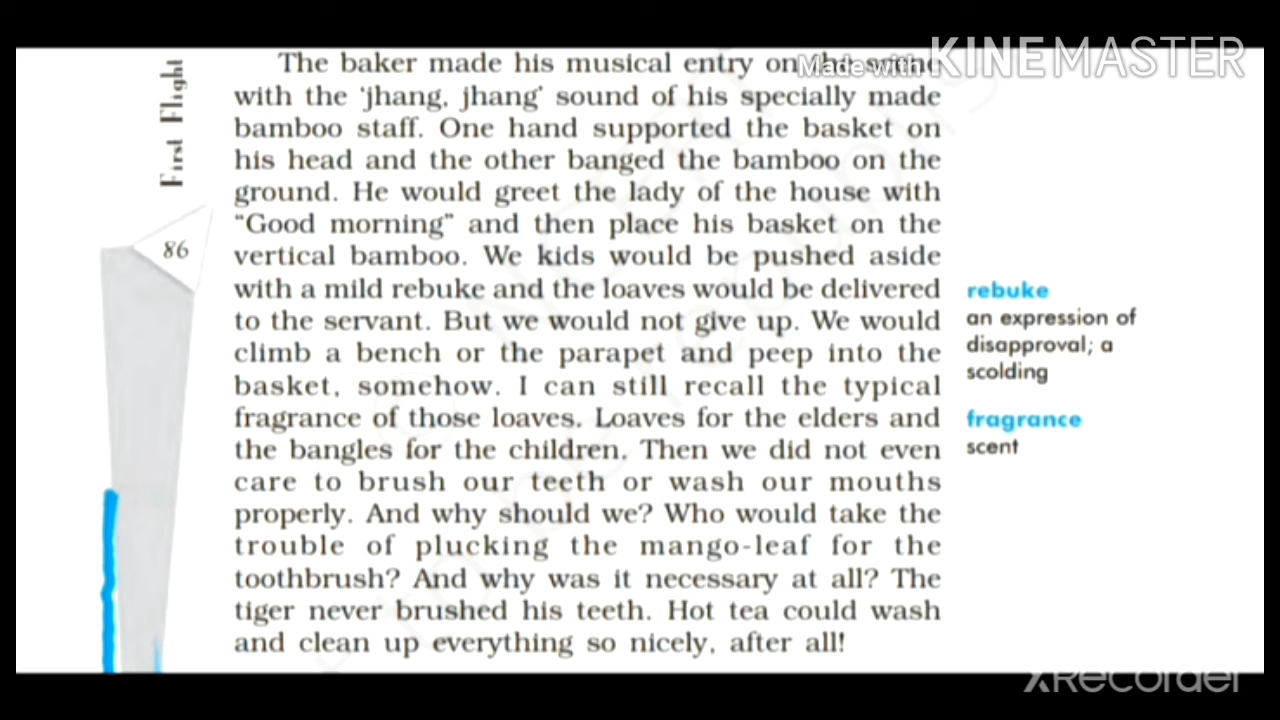 The baker made his musical entry on the scene
with the ‘jhang, jhang’ sound of his specially made
bamboo staff. One hand supported the basket on
his head and the other banged the bamboo on the
ground. He would greet the lady of the house with
“Good morning” and then place his basket on the
vertical bamboo. We kids would be pushed aside
with a mild rebuke and the loaves would be delivered
to the servant. But we would not give up. We would
climb a bench or the parapet and peep into the
basket, somehow. I can still recall the typical
fragrance of those loaves. Loaves for the elders and
the bangles for the children. Then we did not even
care to brush our teeth or wash our mouths
properly. And why should we? Who would take the
trouble of plucking the mango-leaf for the
toothbrush? And why was it necessary at all? The
tiger never brushed his teeth. Hot tea could wash
and clean up everything so nicely, after all!
rebuke
an expression of
disapproval; a
scolding
fragrance
scent
First Flight
86
Made with KINEMASTER
XRecorder